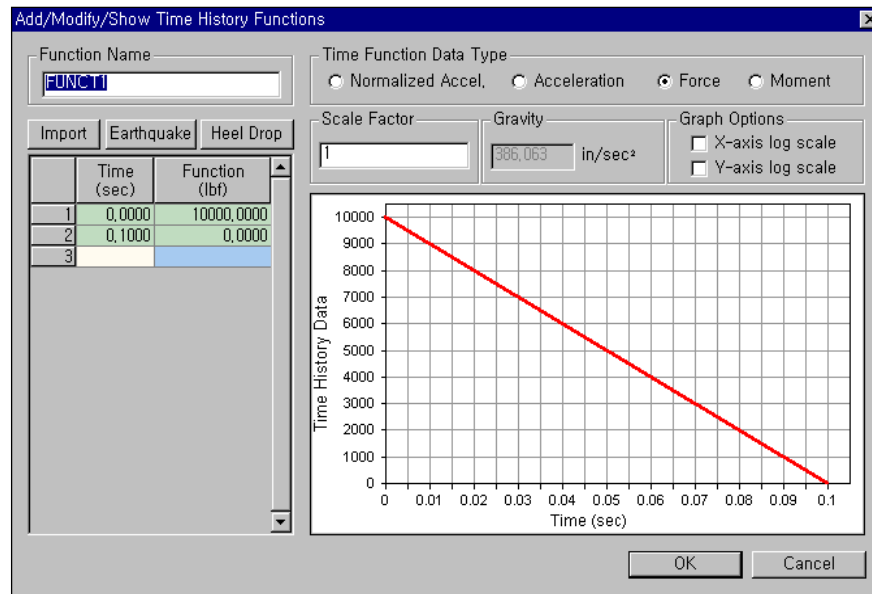 Add/Modify/Show Time History Functions
Function Name
FUNCT1
Time Function Data Type
Normalized Accel. Acceleration Force Moment
Import Earthquake Heel Drop
Scale Factor
1
Gravity
386,063 in/sec²
Graph Options
X-axis log scale
Y-axis log scale
Time (sec) Function (lbf)
1 0,0000 10000,0000
2 0,1000 0,0000
3
Time History Data
10000
9000
8000
7000
6000
5000
4000
3000
2000
1000
0
0 0.01 0.02 0.03 0.04 0.05 0.06 0.07 0.08 0.09 0.1
Time (sec)
OK Cancel